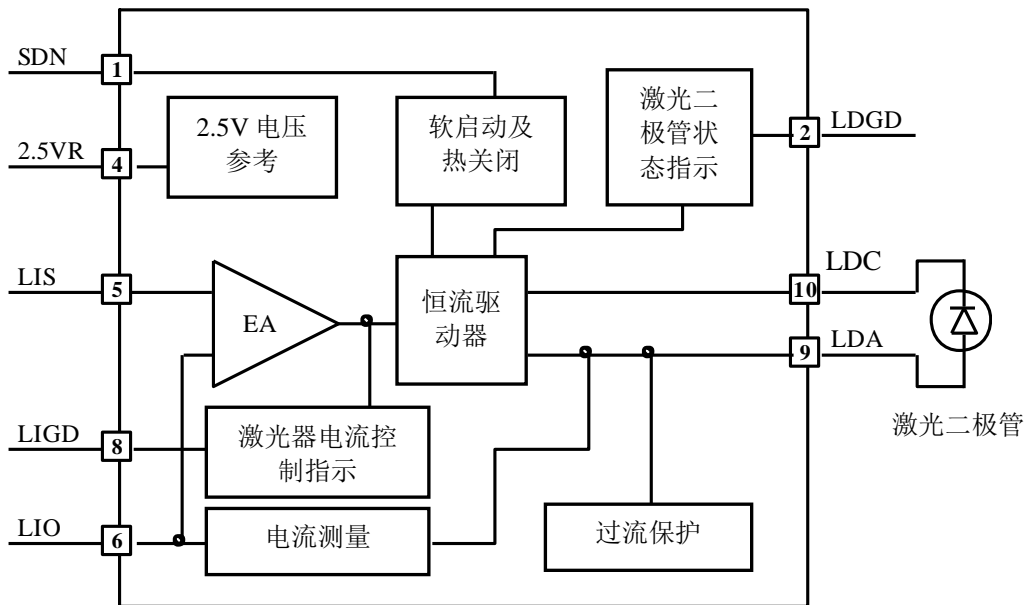 SDN
1
2.5VR
4
2.5V 电压
参考
软启动及
热关闭
激光二
极管状
态指示
2
LDGD
LIS
5
EA
恒流驱
动器
10
LDC
9
LDA
激光二极管
LIGD
8
激光器电流控
制指示
LIO
6
电流测量
过流保护